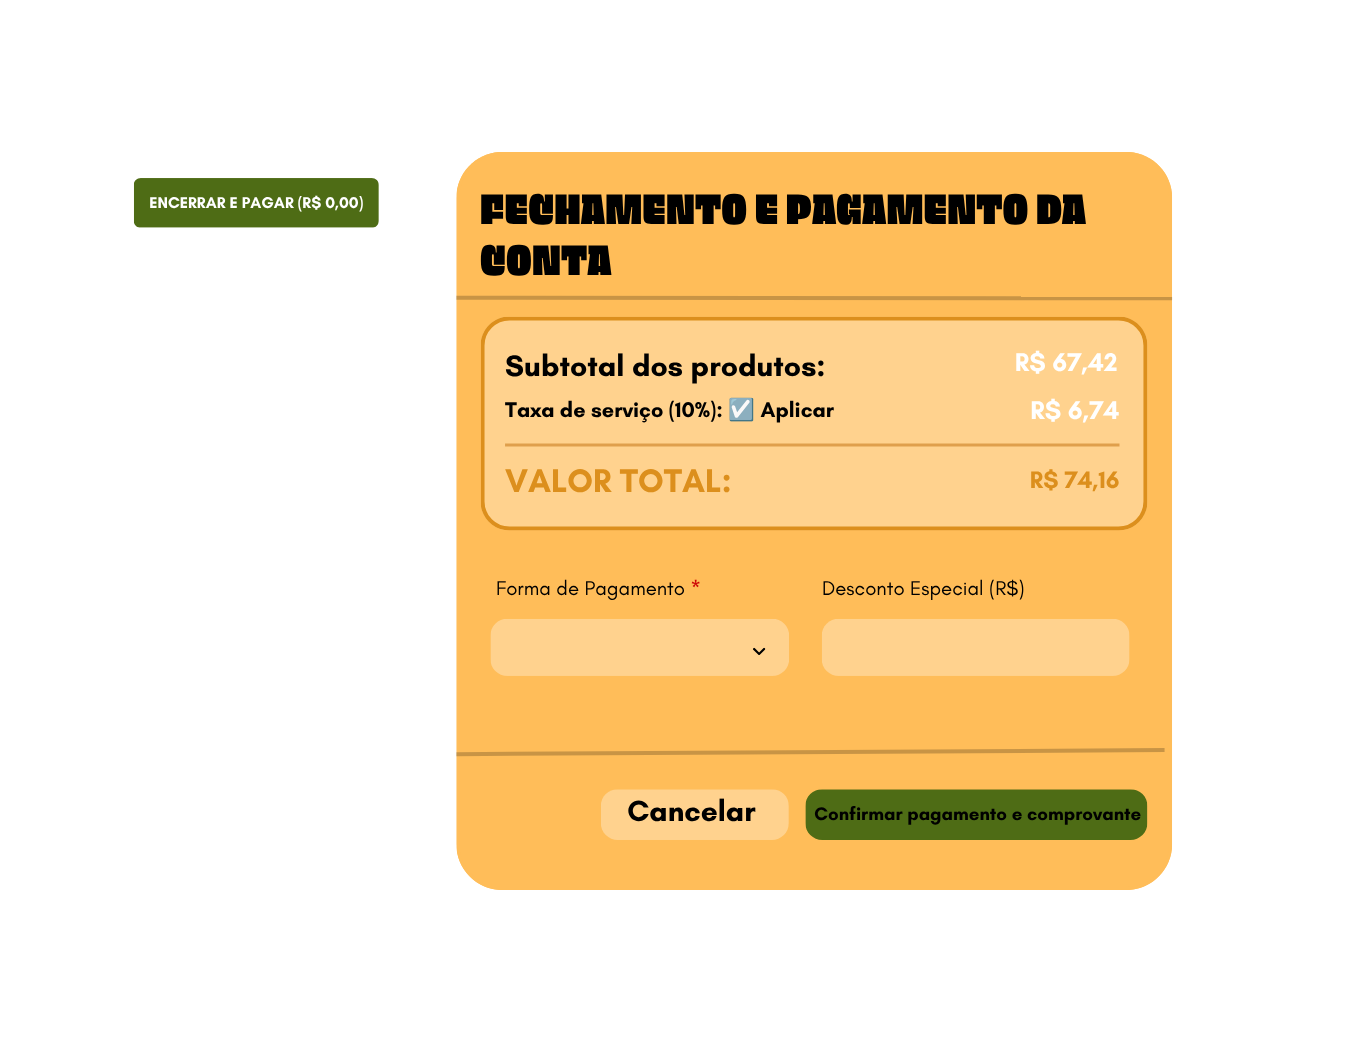 ENCERRAR E PAGAR (R$ 0,00)
FECHAMENTO E PAGAMENTO DA
CONTA
Subtotal dos produtos: R$ 67,42
Taxa de serviço (10%): ☑️ Aplicar R$ 6,74
VALOR TOTAL: R$ 74,16
Forma de Pagamento * Desconto Especial (R$)
Cancelar Confirmar pagamento e comprovante